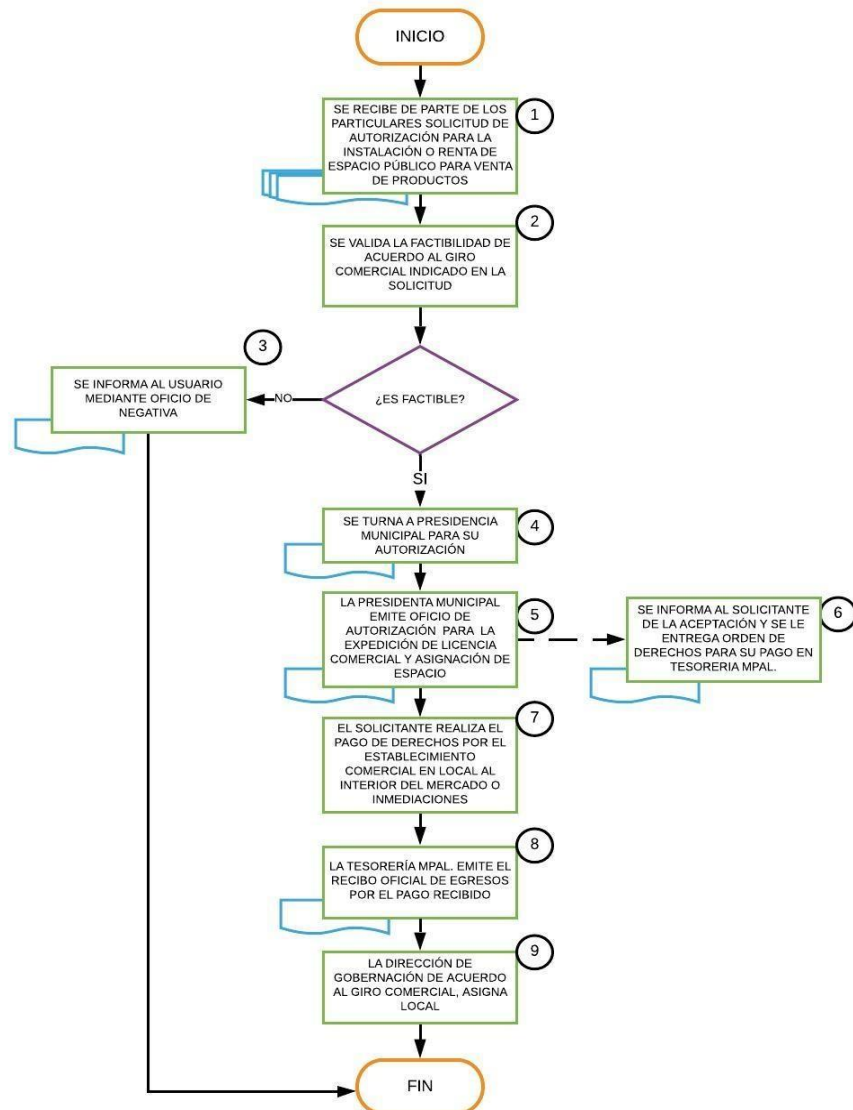 INICIO
1
SE RECIBE DE PARTE DE LOS
PARTICULARES SOLICITUD DE
AUTORIZACIÓN PARA LA
INSTALACIÓN O RENTA DE
ESPACIO PÚBLICO PARA VENTA
DE PRODUCTOS
2
SE VALIDA LA FACTIBILIDAD DE
ACUERDO AL GIRO
COMERCIAL INDICADO EN LA
SOLICITUD
3
SE INFORMA AL USUARIO
MEDIANTE OFICIO DE
NEGATIVA
NO
¿ES FACTIBLE?
SI
4
SE TURNA A PRESIDENCIA
MUNICIPAL PARA SU
AUTORIZACIÓN
5
LA PRESIDENTA MUNICIPAL
EMITE OFICIO DE
AUTORIZACIÓN PARA LA
EXPEDICIÓN DE LICENCIA
COMERCIAL Y ASIGNACIÓN DE
ESPACIO
6
SE INFORMA AL SOLICITANTE
DE LA ACEPTACIÓN Y SE LE
ENTREGA ORDEN DE
DERECHOS PARA SU PAGO EN
TESORERIA MPAL.
7
EL SOLICITANTE REALIZA EL
PAGO DE DERECHOS POR EL
ESTABLECIMIENTO
COMERCIAL EN LOCAL AL
INTERIOR DEL MERCADO O
INMEDIACIONES
8
LA TESORERÍA MPAL. EMITE EL
RECIBO OFICIAL DE EGRESOS
POR EL PAGO RECIBIDO
9
LA DIRECCIÓN DE
GOBERNACIÓN DE ACUERDO
AL GIRO COMERCIAL, ASIGNA
LOCAL
FIN